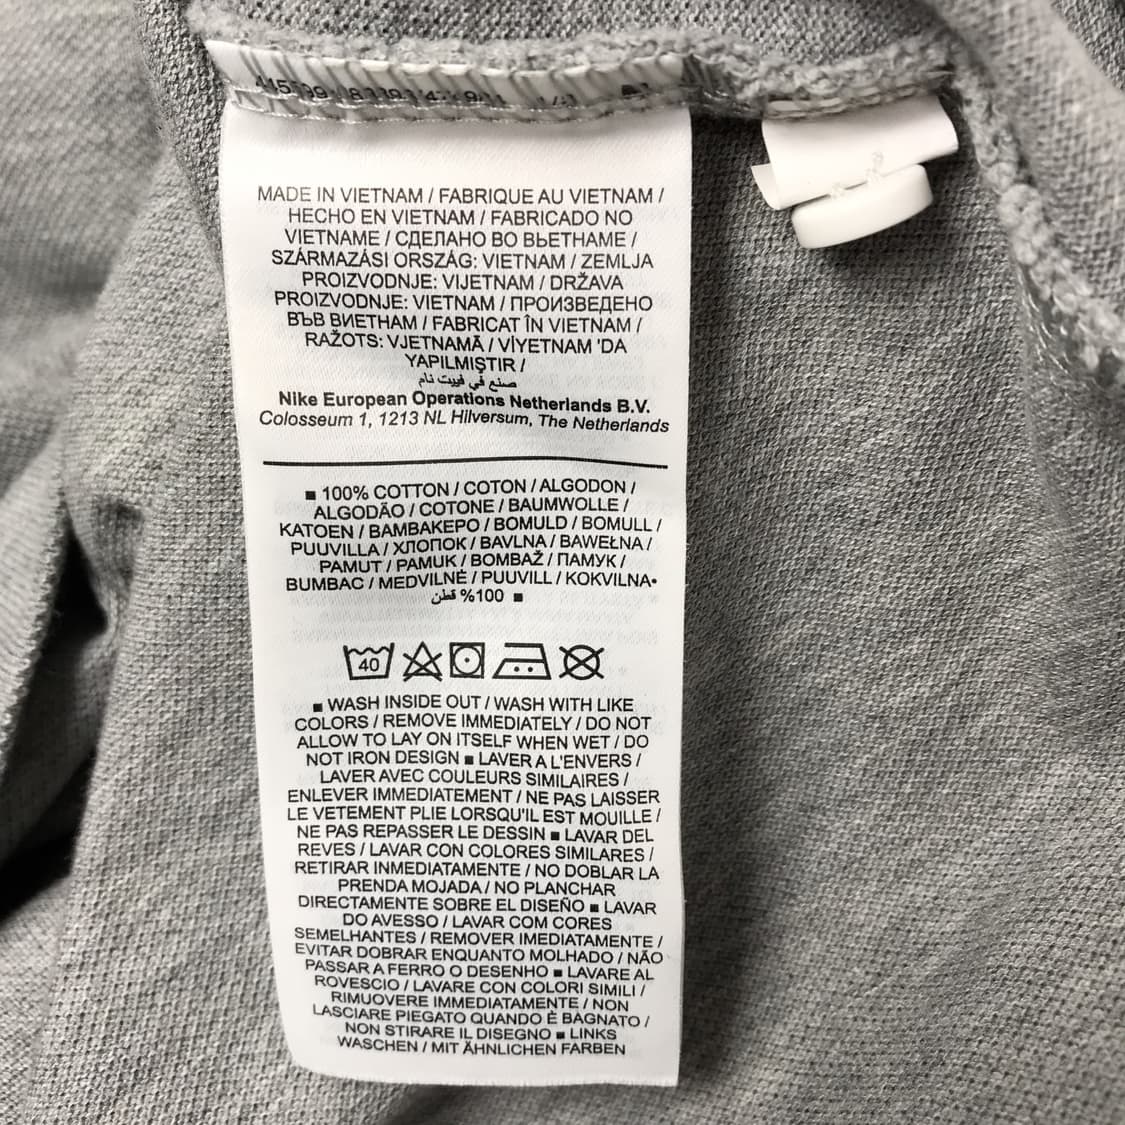 MADE IN VIETNAM / FABRIQUE AU VIETNAM /
HECHO EN VIETNAM / FABRICADO NO
VIETNAME / СДЕЛАНО ВО ВЬЕТНАМЕ /
SZÁRMAZÁSI ORSZÁG: VIETNAM / ZEMLJA
PROIZVODNJE: VIJETNAM / DRŽAVA
PROIZVODNJE: VIETNAM / ПРОИЗВЕДЕНО
ВЪВ ВИЕТНАМ / FABRICAT ÎN VIETNAM /
RAŽOTS: VJETNAMĀ / VİYETNAM 'DA
YAPILMIŞTIR /
صنع في فييت نام
Nike European Operations Netherlands B.V.
Colosseum 1, 1213 NL Hilversum, The Netherlands
■ 100% COTTON / COTON / ALGODON /
ALGODÃO / COTONE / BAUMWOLLE /
KATOEN / BAMBAKEPO / BOMULD / BOMULL /
PUUVILLA / ХЛОПОК / BAVLNA / BAWEŁNA /
PAMUT / PAMUK / BOMBAŽ / ПАМУК /
BUMBAC / MEDVILNĖ / PUUVILL / KOKVILNA•
قطن %100 ■
40
■ WASH INSIDE OUT / WASH WITH LIKE
COLORS / REMOVE IMMEDIATELY / DO NOT
ALLOW TO LAY ON ITSELF WHEN WET / DO
NOT IRON DESIGN ■ LAVER A L'ENVERS /
LAVER AVEC COULEURS SIMILAIRES /
ENLEVER IMMEDIATEMENT / NE PAS LAISSER
LE VETEMENT PLIE LORSQU'IL EST MOUILLE /
NE PAS REPASSER LE DESSIN ■ LAVAR DEL
REVES / LAVAR CON COLORES SIMILARES /
RETIRAR INMEDIATAMENTE / NO DOBLAR LA
PRENDA MOJADA / NO PLANCHAR
DIRECTAMENTE SOBRE EL DISEÑO ■ LAVAR
DO AVESSO / LAVAR COM CORES
SEMELHANTES / REMOVER IMEDIATAMENTE /
EVITAR DOBRAR ENQUANTO MOLHADO / NÃO
PASSAR A FERRO O DESENHO ■ LAVARE AL
ROVESCIO / LAVARE CON COLORI SIMILI /
RIMUOVERE IMMEDIATAMENTE / NON
LASCIARE PIEGATO QUANDO È BAGNATO /
NON STIRARE IL DISEGNO ■ LINKS
WASCHEN / MIT ÄHNLICHEN FARBEN